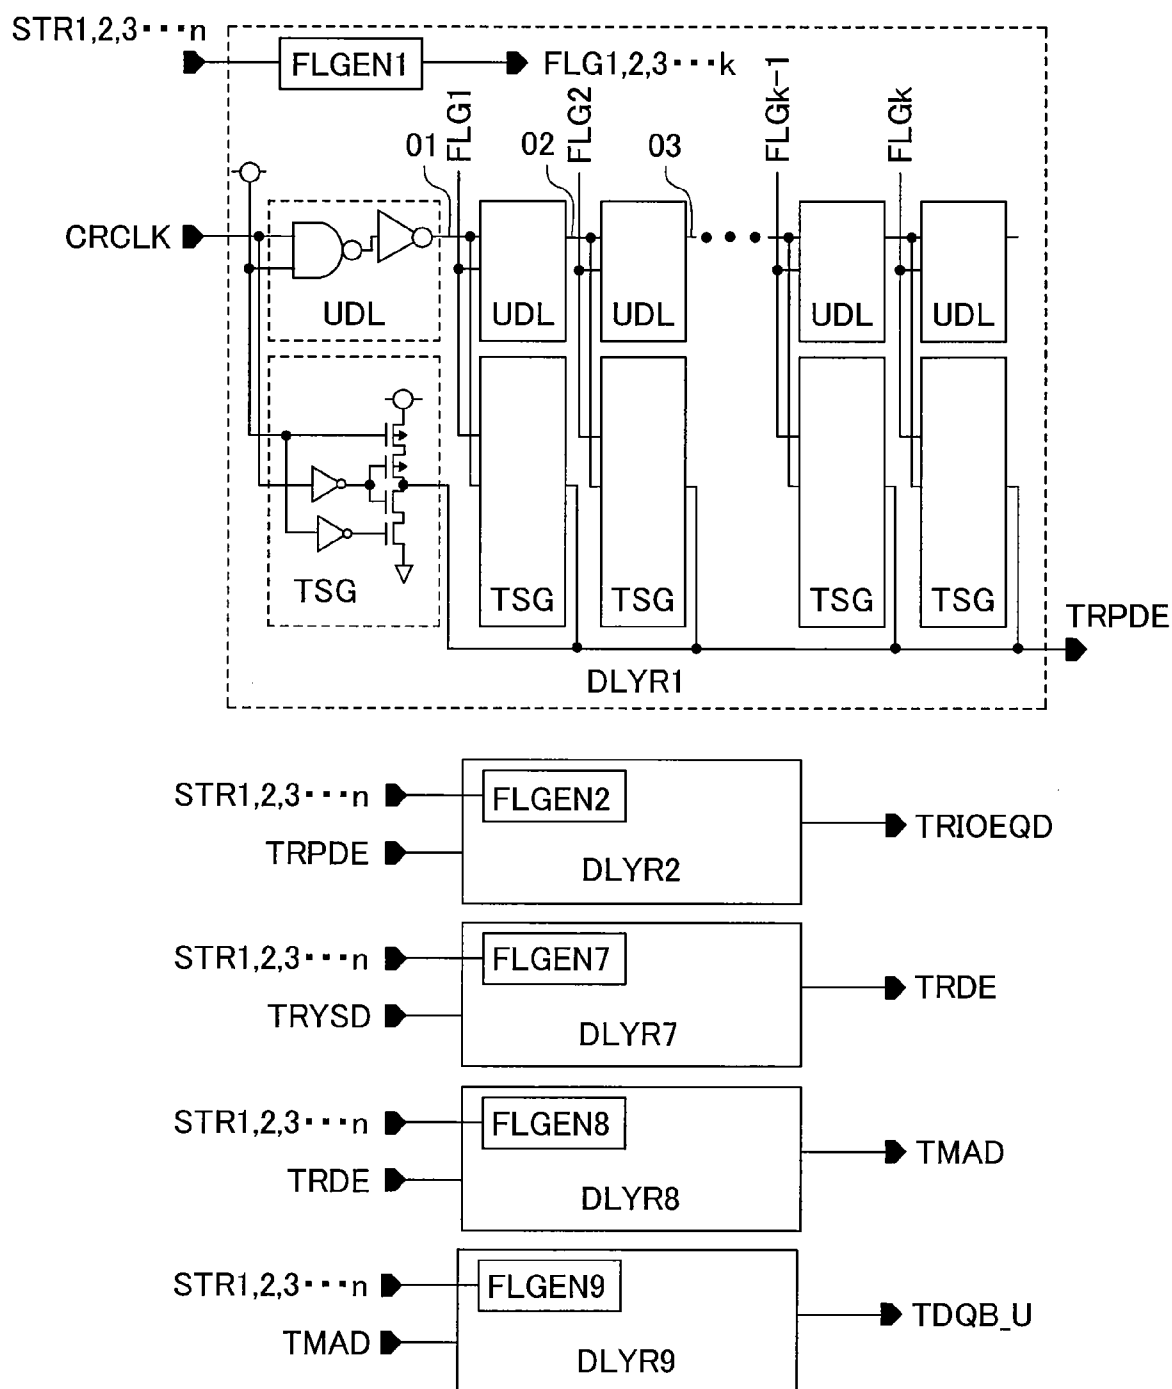 STR1,2,3···n
FLGEN1
FLG1,2,3···k
FLG1
FLG2
FLGk-1
FLGk
01
02
03
CRCLK
UDL
UDL
UDL
UDL
UDL
TSG
TSG
TSG
TSG
TSG
TRPDE
DLYR1
STR1,2,3···n
FLGEN2
TRPDE
DLYR2
TRIOEQD
STR1,2,3···n
FLGEN7
TRYSD
DLYR7
TRDE
STR1,2,3···n
FLGEN8
TRDE
DLYR8
TMAD
STR1,2,3···n
FLGEN9
TMAD
DLYR9
TDQB_U